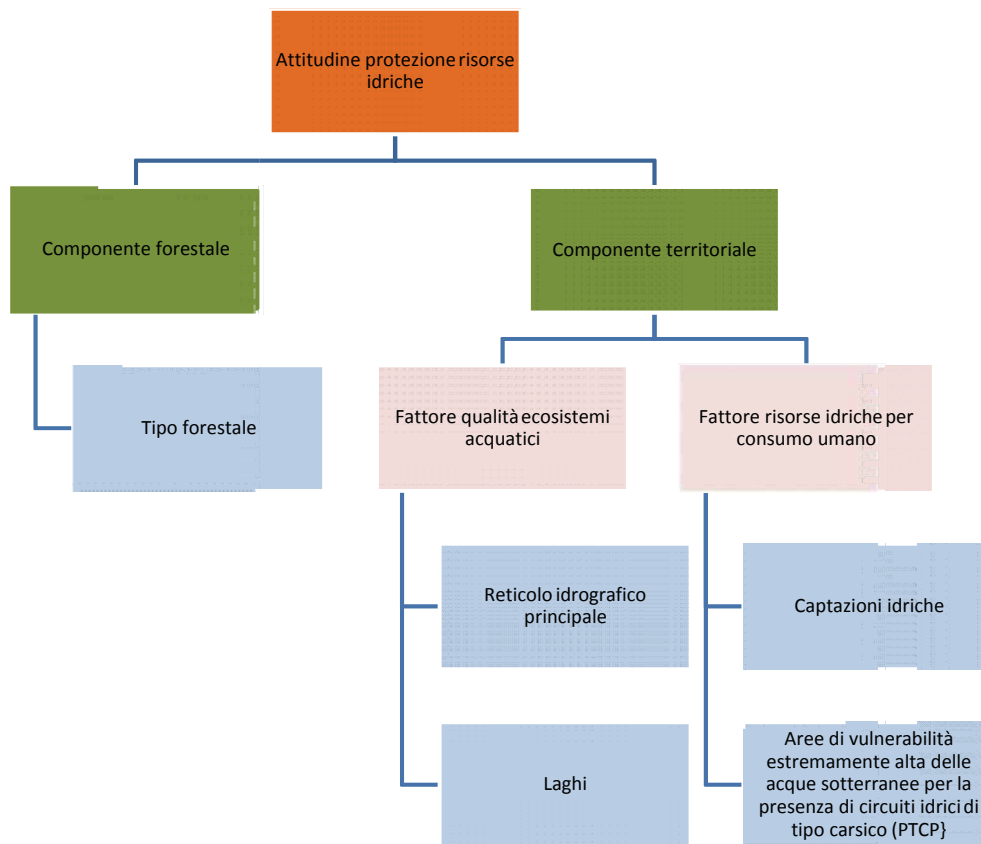 Attitudine protezione risorse
idriche
Componente forestale
Componente territoriale
Tipo forestale
Fattore qualità ecosistemi
acquatici
Fattore risorse idriche per
consumo umano
Reticolo idrografico
principale
Captazioni idriche
Laghi
Aree di vulnerabilità
estremamente alta delle
acque sotterranee per la
presenza di circuiti idrici di
tipo carsico (PTCP}